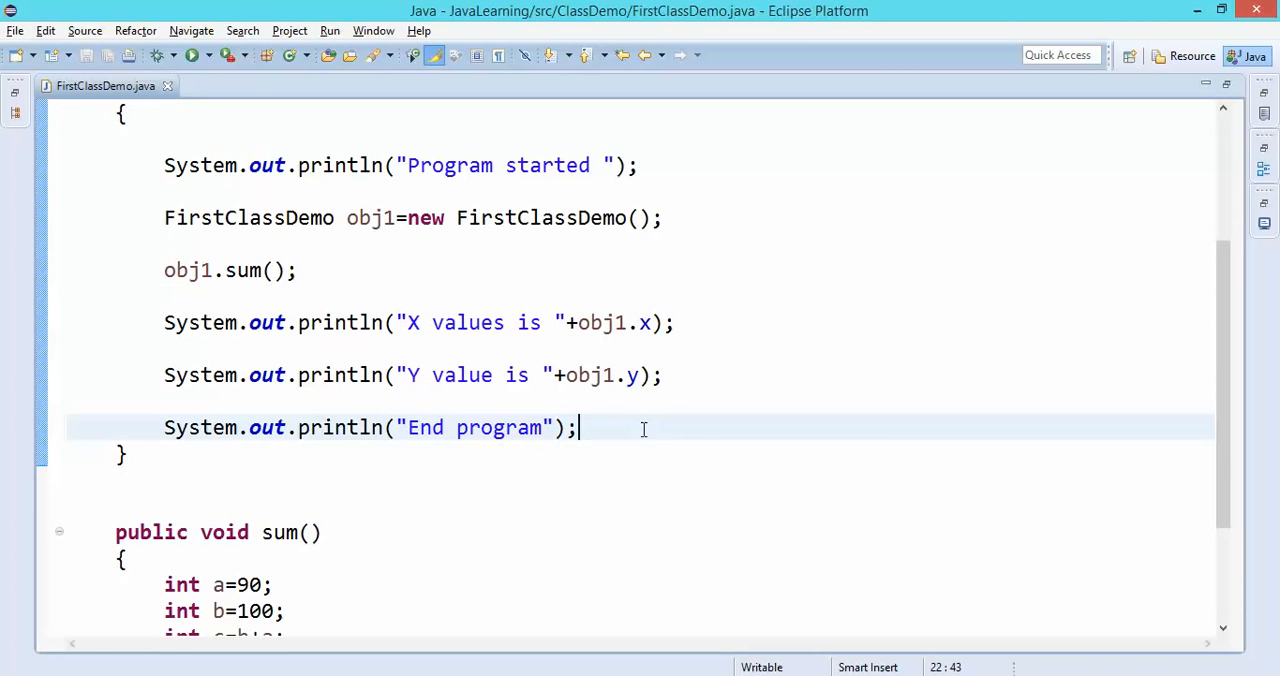 Java - JavaLearning/src/ClassDemo/FirstClassDemo.java - Eclipse Platform
File Edit Source Refactor Navigate Search Project Run Window Help
Quick Access Resource Java
FirstClassDemo.java
{
System.out.println("Program started ");
FirstClassDemo obj1=new FirstClassDemo();
obj1.sum();
System.out.println("X values is "+obj1.x);
System.out.println("Y value is "+obj1.y);
System.out.println("End program");
}
public void sum()
{
int a=90;
int b=100;
int c=b+a;
Writable Smart Insert 22 : 43